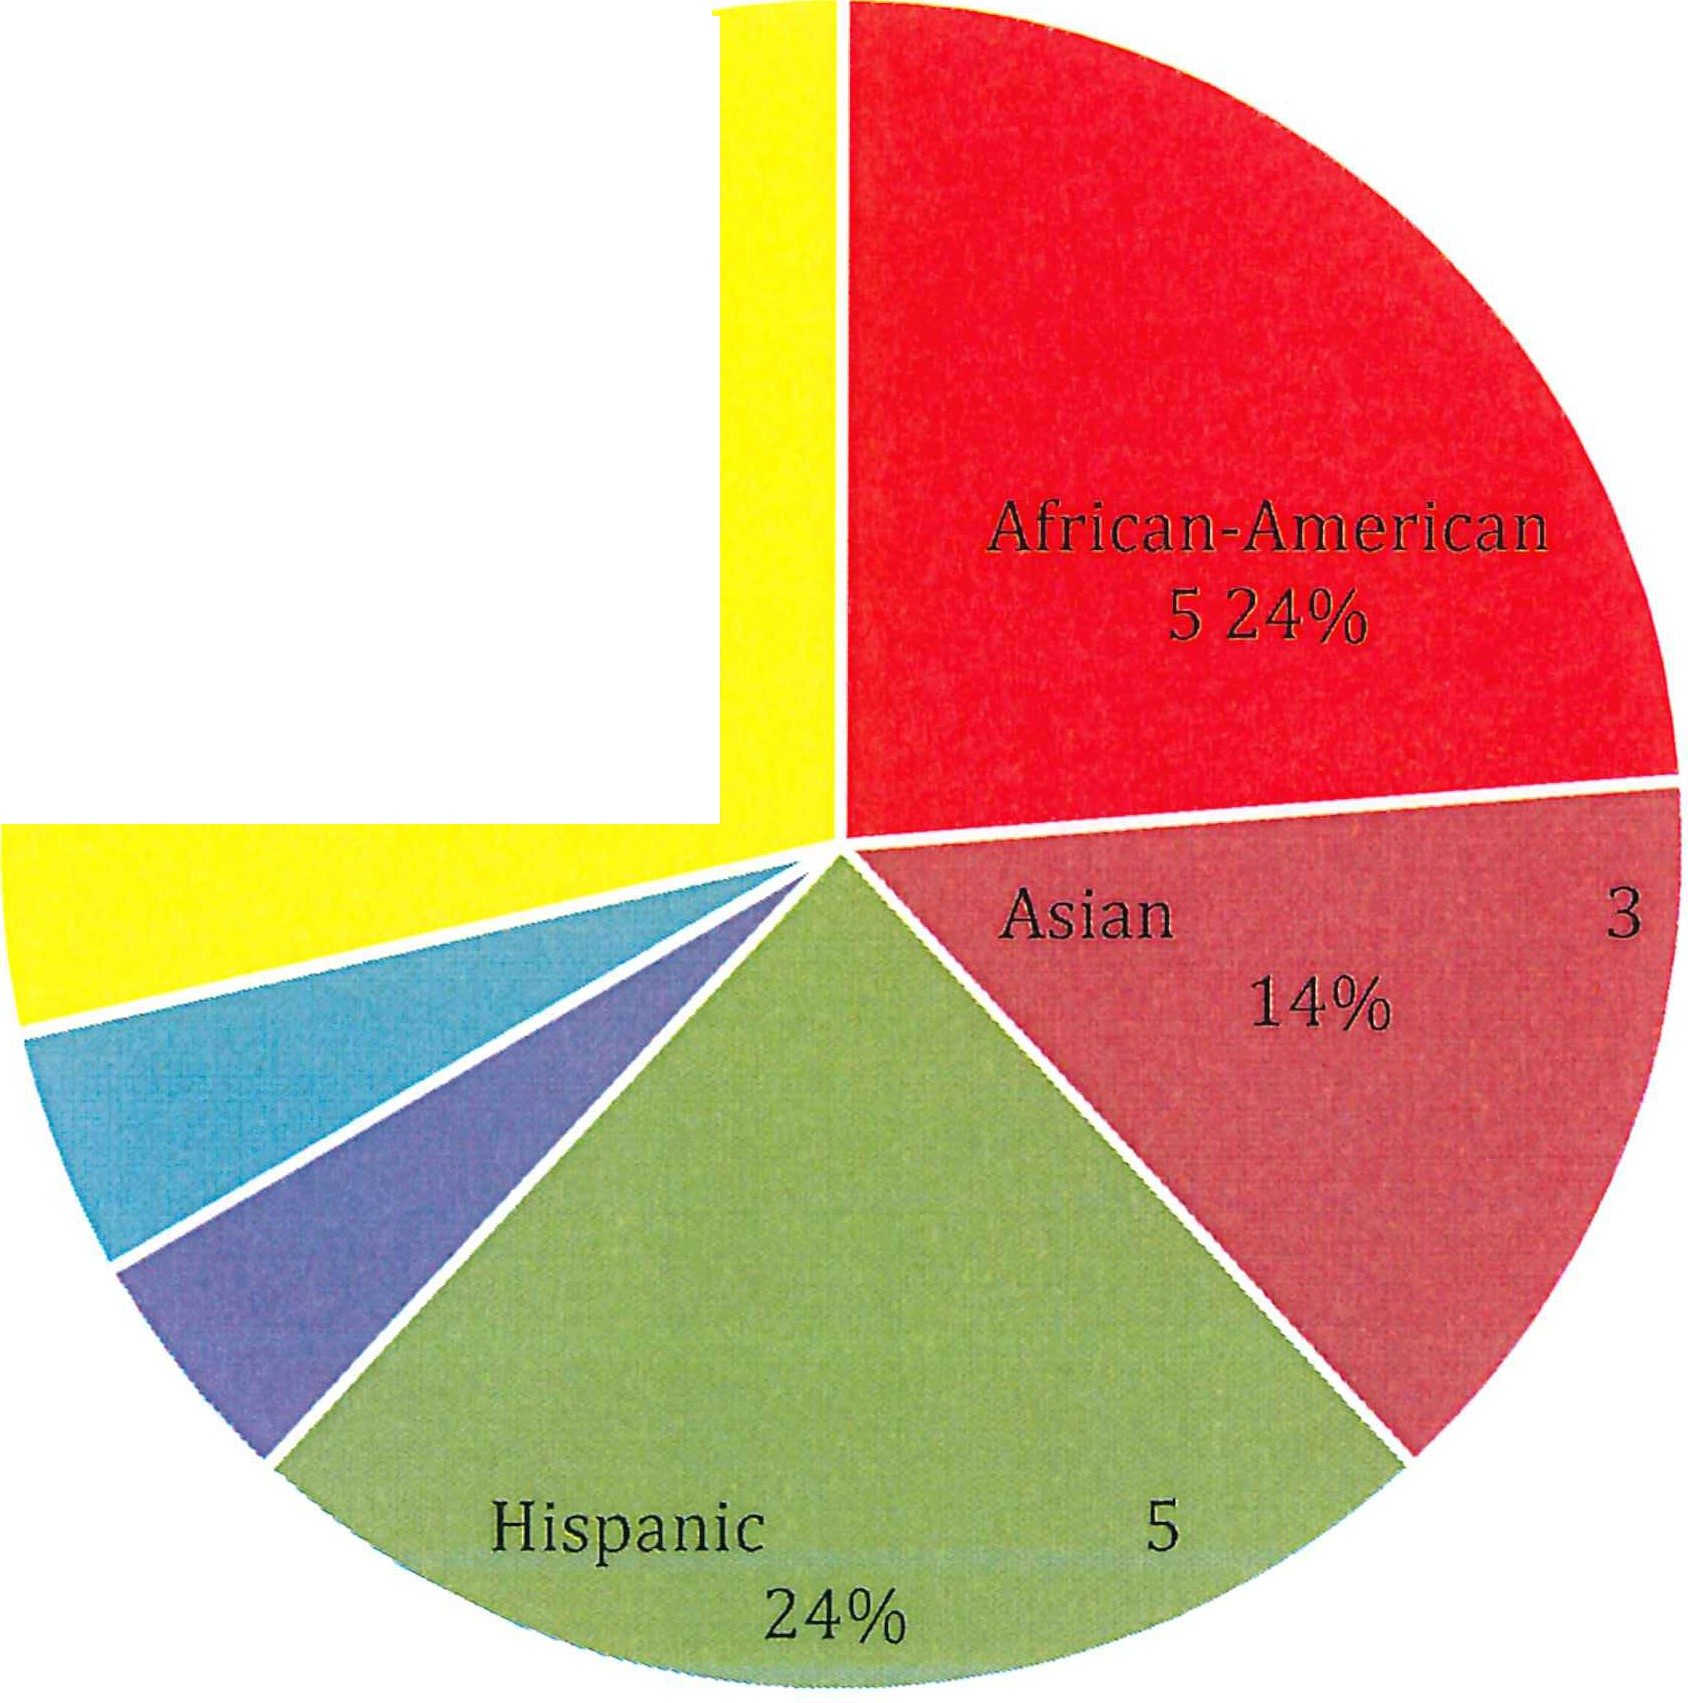 African-American
5 24%
Asian 3
14%
Hispanic 5
24%